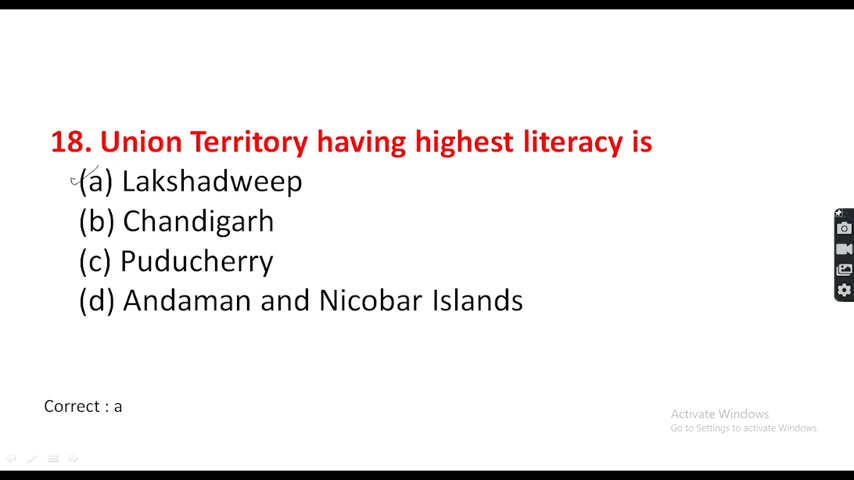 18. Union Territory having highest literacy is
(a) Lakshadweep
(b) Chandigarh
(c) Puducherry
(d) Andaman and Nicobar Islands
Correct : a
Activate Windows
Go to Settings to activate Windows.